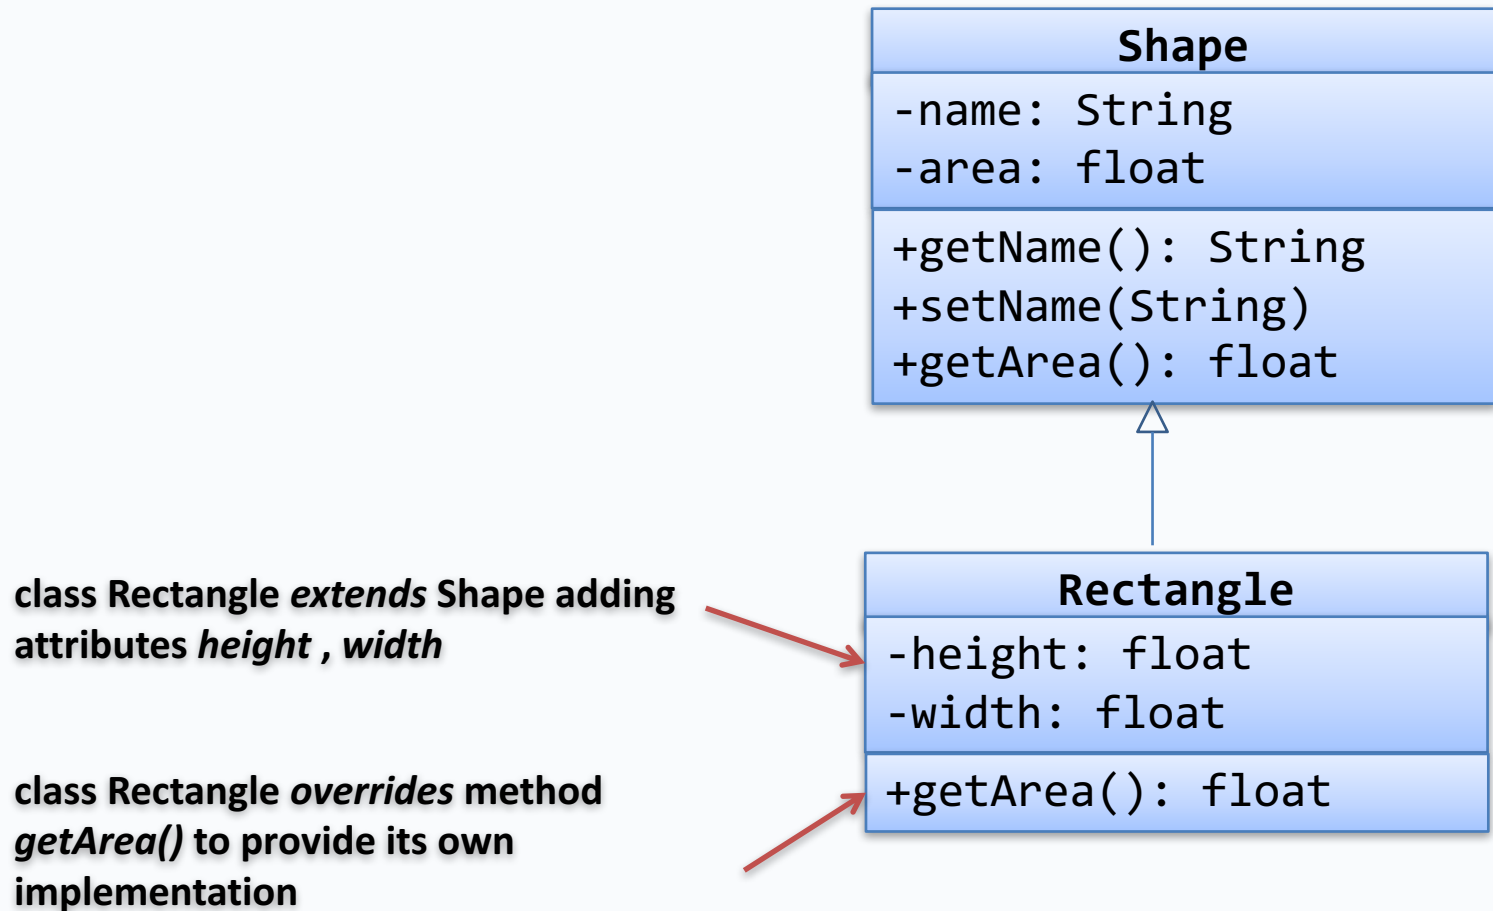 Shape
-name: String
-area: float
+getName(): String
+setName(String)
+getArea(): float
class Rectangle extends Shape adding
attributes height , width
Rectangle
-height: float
-width: float
class Rectangle overrides method
getArea() to provide its own
implementation
+getArea(): float